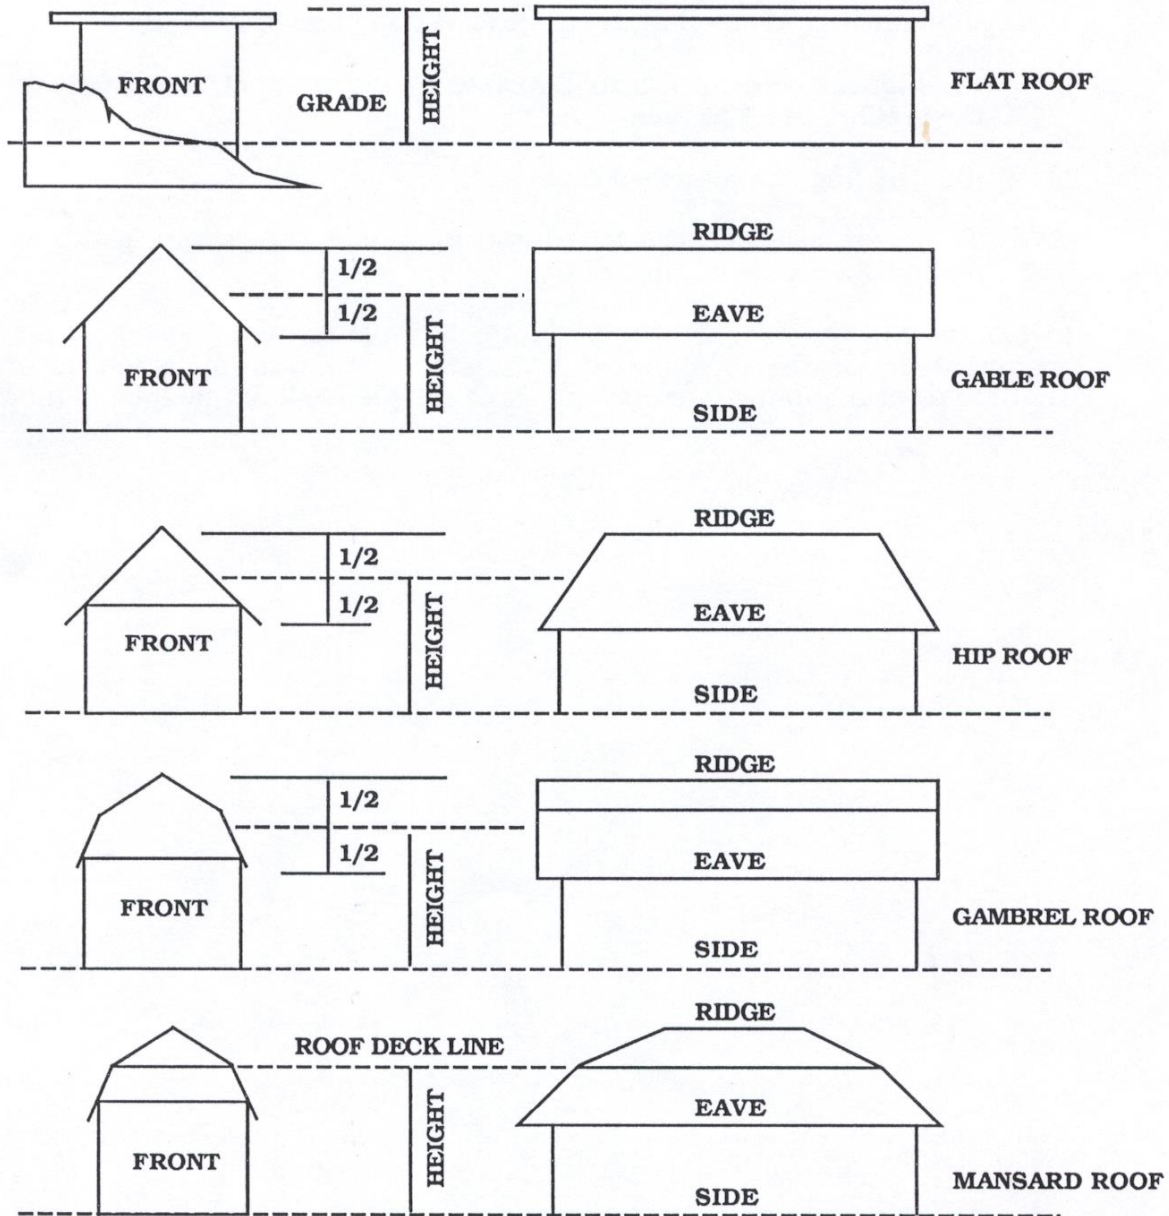 FRONT
GRADE
HEIGHT
FLAT ROOF
RIDGE
1/2
1/2
EAVE
HEIGHT
FRONT
GABLE ROOF
SIDE
RIDGE
1/2
1/2
EAVE
HEIGHT
FRONT
HIP ROOF
SIDE
RIDGE
1/2
1/2
EAVE
HEIGHT
FRONT
GAMBREL ROOF
SIDE
RIDGE
ROOF DECK LINE
EAVE
HEIGHT
FRONT
MANSARD ROOF
SIDE